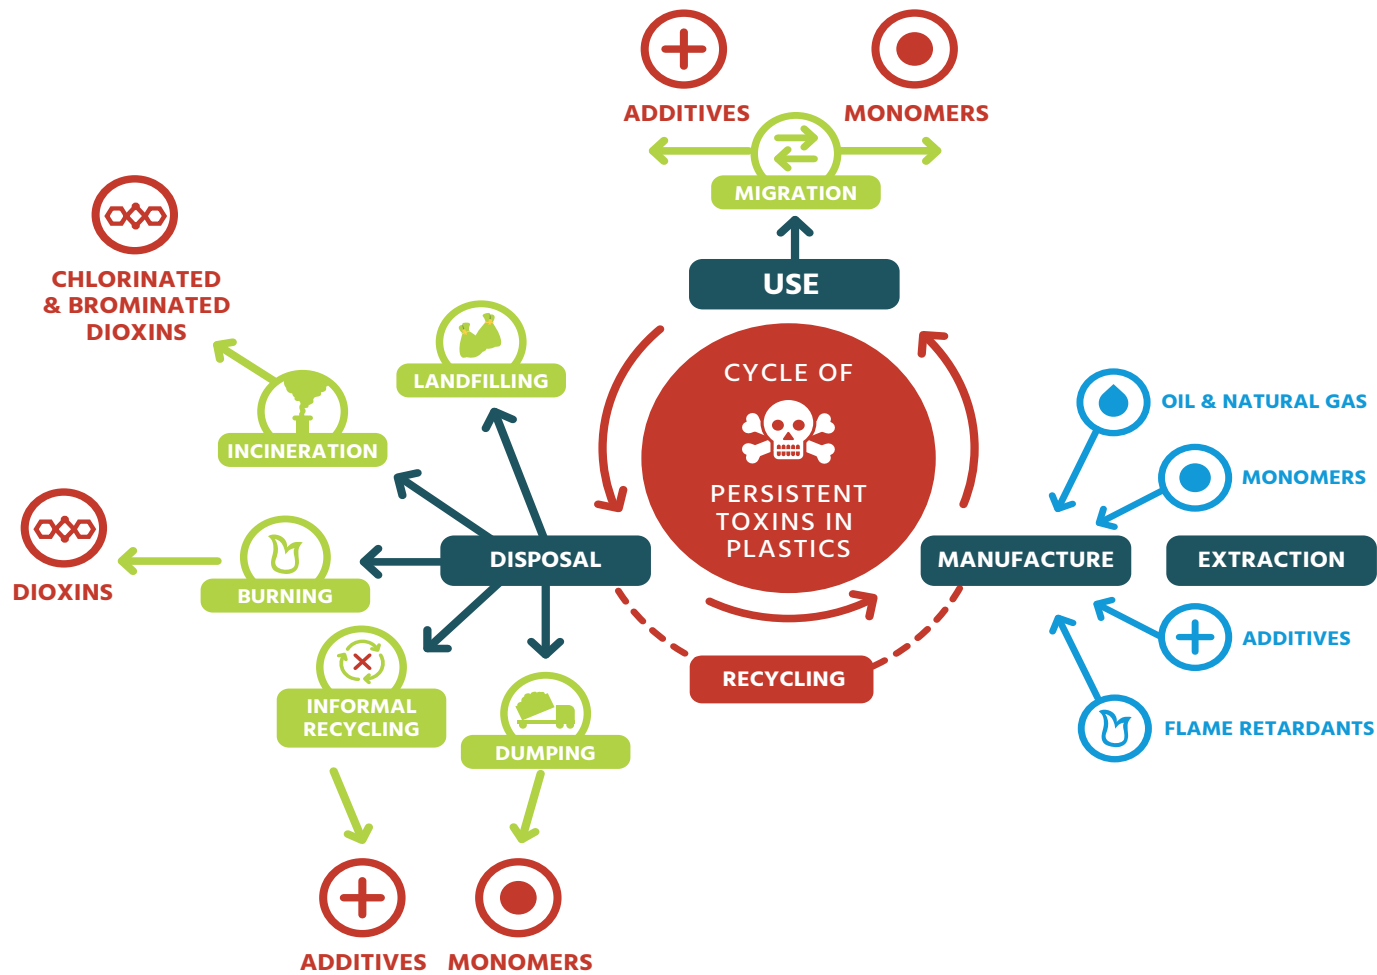 ADDITIVES
MONOMERS
MIGRATION
USE
CHLORINATED
& BROMINATED
DIOXINS
LANDFILLING
INCINERATION
CYCLE OF
PERSISTENT
TOXINS IN
PLASTICS
OIL & NATURAL GAS
MONOMERS
DISPOSAL
MANUFACTURE
EXTRACTION
DIOXINS
BURNING
ADDITIVES
RECYCLING
INFORMAL
RECYCLING
FLAME RETARDANTS
DUMPING
ADDITIVES
MONOMERS